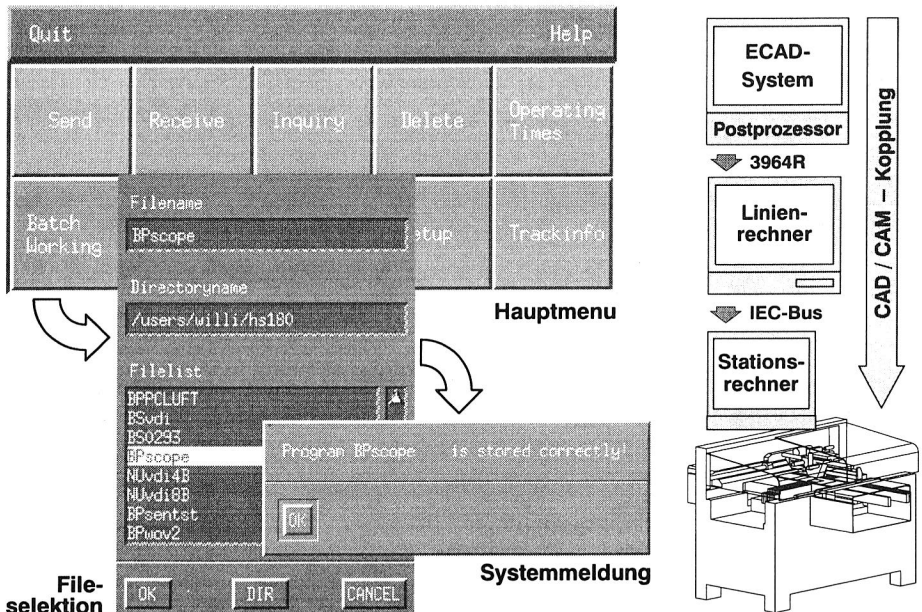 Quit Help
Send Receive Inquiry Delete Operating Times
Batch Working etup Trackinfo
Hauptmenu
Filename
BPscope
Directoryname
/users/willi/hs180
Filelist
BPPCLUFT
BSvdi
BS0293
BPscope
NUvdi4B
NUvdi8B
BPsentst
BPwov2
OK DIR CANCEL
File-
selektion
Program BPscope is stored correctly!
OK
Systemmeldung
ECAD-
System
Postprozessor
3964R
Linien-
rechner
IEC-Bus
Stations-
rechner
CAD / CAM – Kopplung